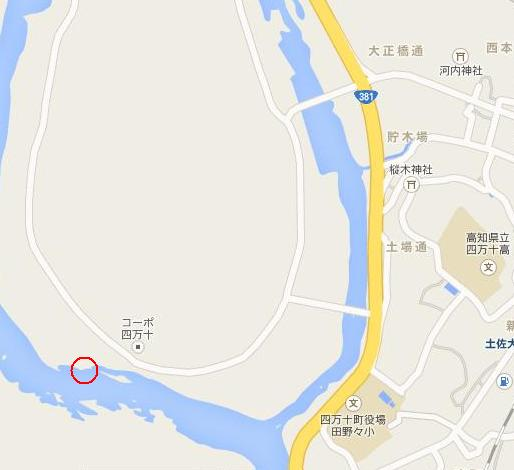 大正橋通
西本
河内神社
381
貯木場
樅木神社
高知県立
四万十高
土場通
コーポ
四万十
新
土佐大
四万十町役場
田野々小